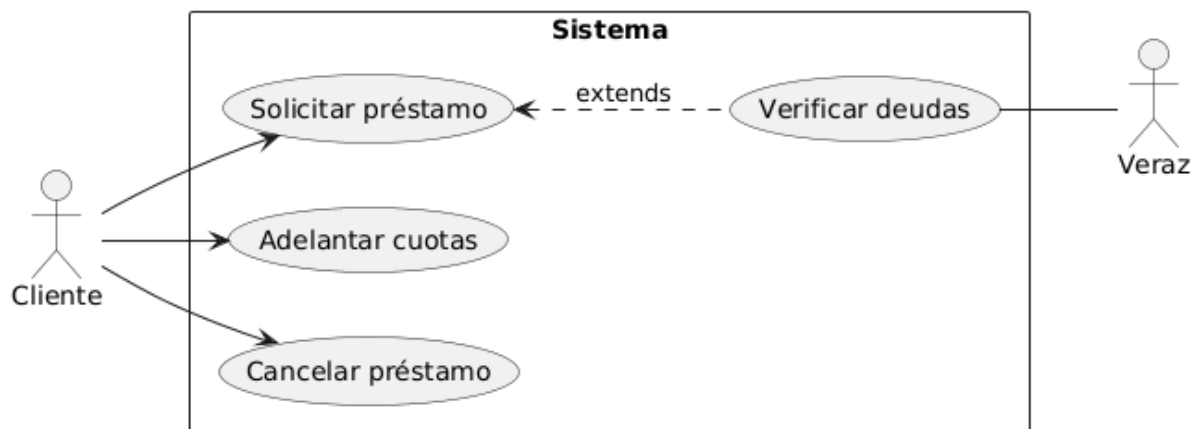 Sistema
Solicitar préstamo
extends
Verificar deudas
Veraz
Adelantar cuotas
Cliente
Cancelar préstamo